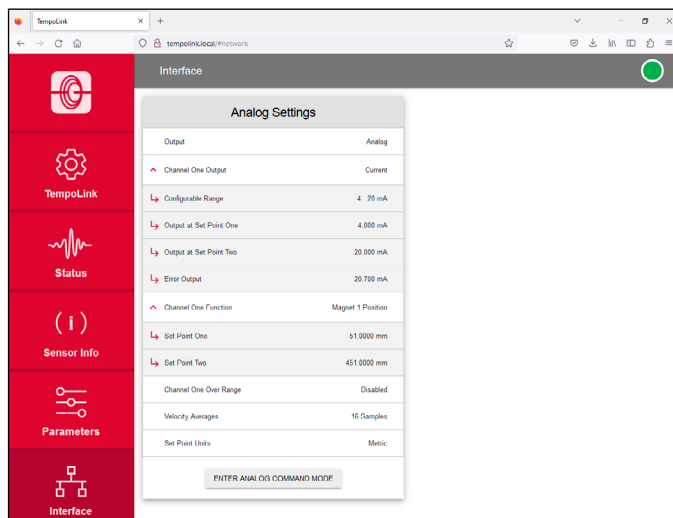 TempoLink
tempolink.local/#network
Interface
TempoLink
Status
Sensor Info
Parameters
Interface
Analog Settings
Output Analog
Channel One Output Current
Configurable Range 4 20 mA
Output at Set Point One 4.000 mA
Output at Set Point Two 20.000 mA
Error Output 20.700 mA
Channel One Function Magnet 1 Position
Set Point One 51.0000 mm
Set Point Two 451.0000 mm
Channel One Over Range Disabled
Velocity Averages 16 Samples
Set Point Units Metric
ENTER ANALOG COMMAND MODE